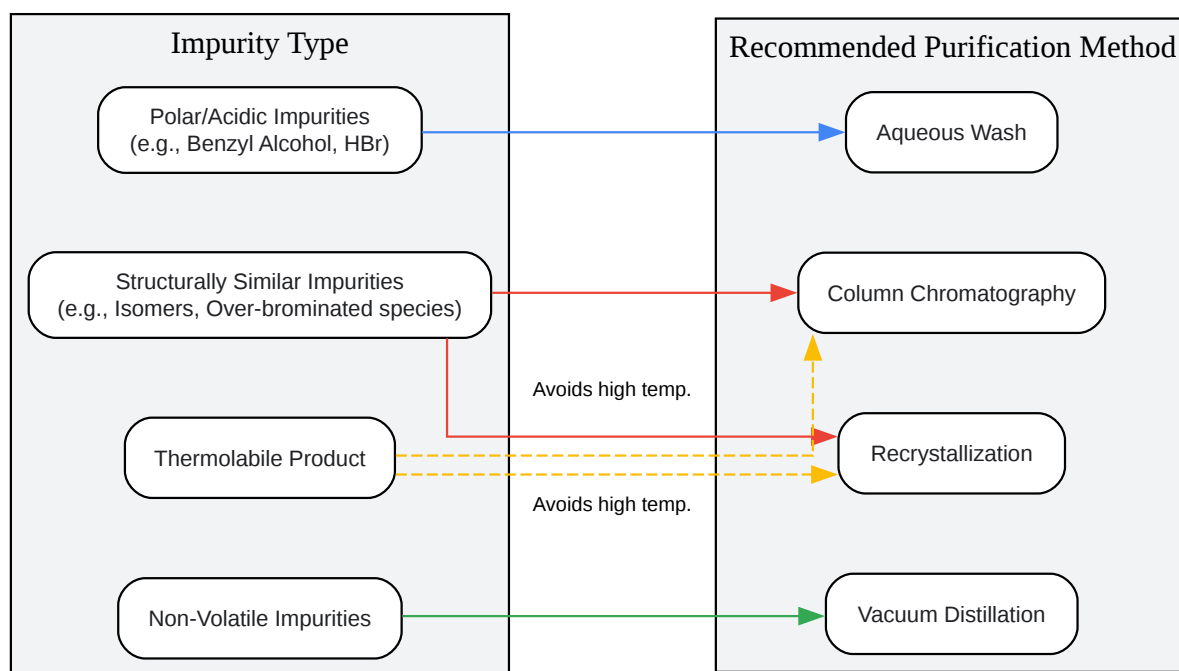 Impurity Type
Recommended Purification Method
Polar/Acidic Impurities
(e.g., Benzyl Alcohol, HBr)
Aqueous Wash
Structurally Similar Impurities
(e.g., Isomers, Over-brominated species)
Column Chromatography
Avoids high temp.
Thermolabile Product
Recrystallization
Avoids high temp.
Non-Volatile Impurities
Vacuum Distillation